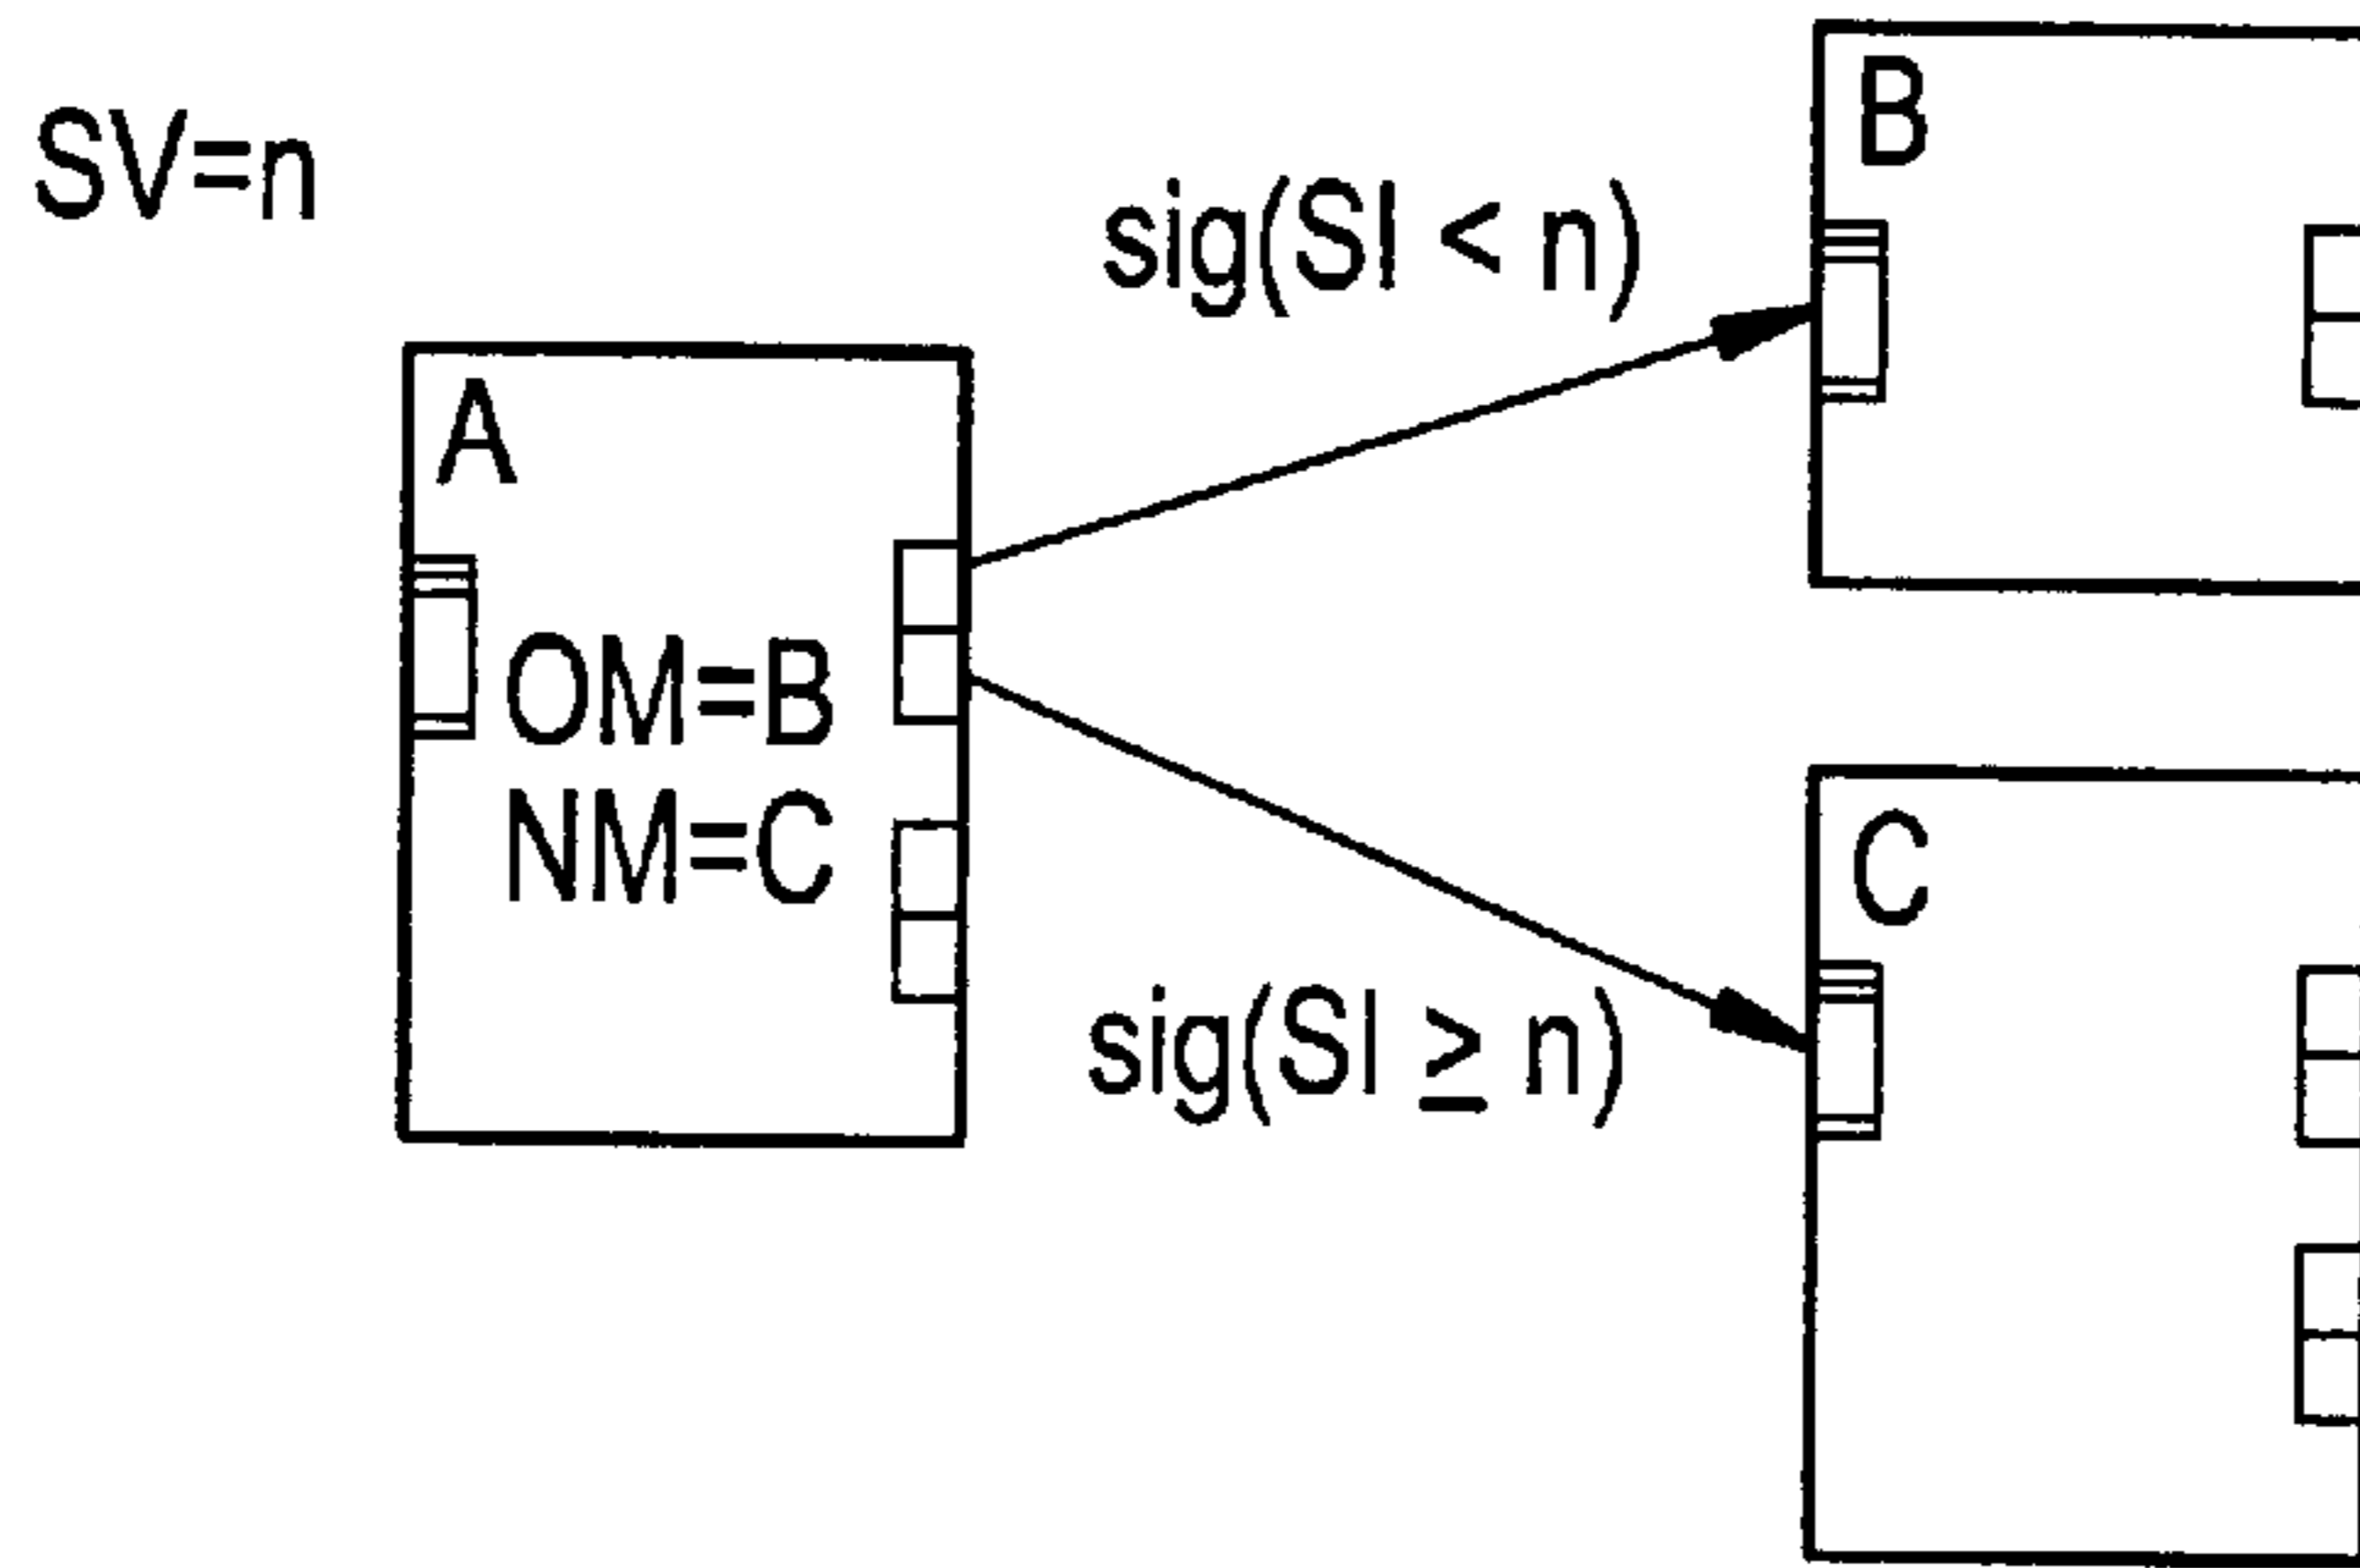 SV=n
sig(SI < n)
B
A
OM=B
NM=C
C
sig(SI ≥ n)